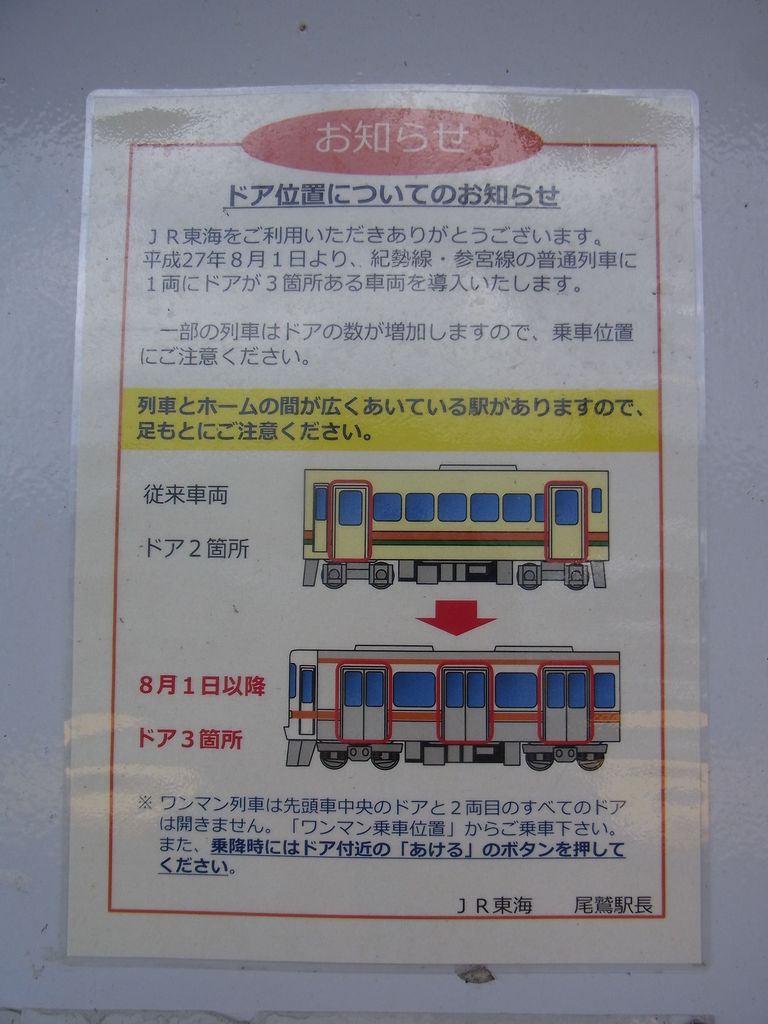 お知らせ
ドア位置についてのお知らせ
ＪＲ東海をご利用いただきありがとうございます。
平成27年８月１日より、紀勢線・参宮線の普通列車に
１両にドアが３箇所ある車両を導入いたします。
一部の列車はドアの数が増加しますので、乗車位置
にご注意ください。
列車とホームの間が広くあいている駅がありますので、
足もとにご注意ください。
従来車両
ドア２箇所
８月１日以降
ドア３箇所
※ ワンマン列車は先頭車中央のドアと２両目のすべてのドア
は開きません。「ワンマン乗車位置」からご乗車下さい。
また、乗降時にはドア付近の「あける」のボタンを押して
ください。
ＪＲ東海　尾鷲駅長